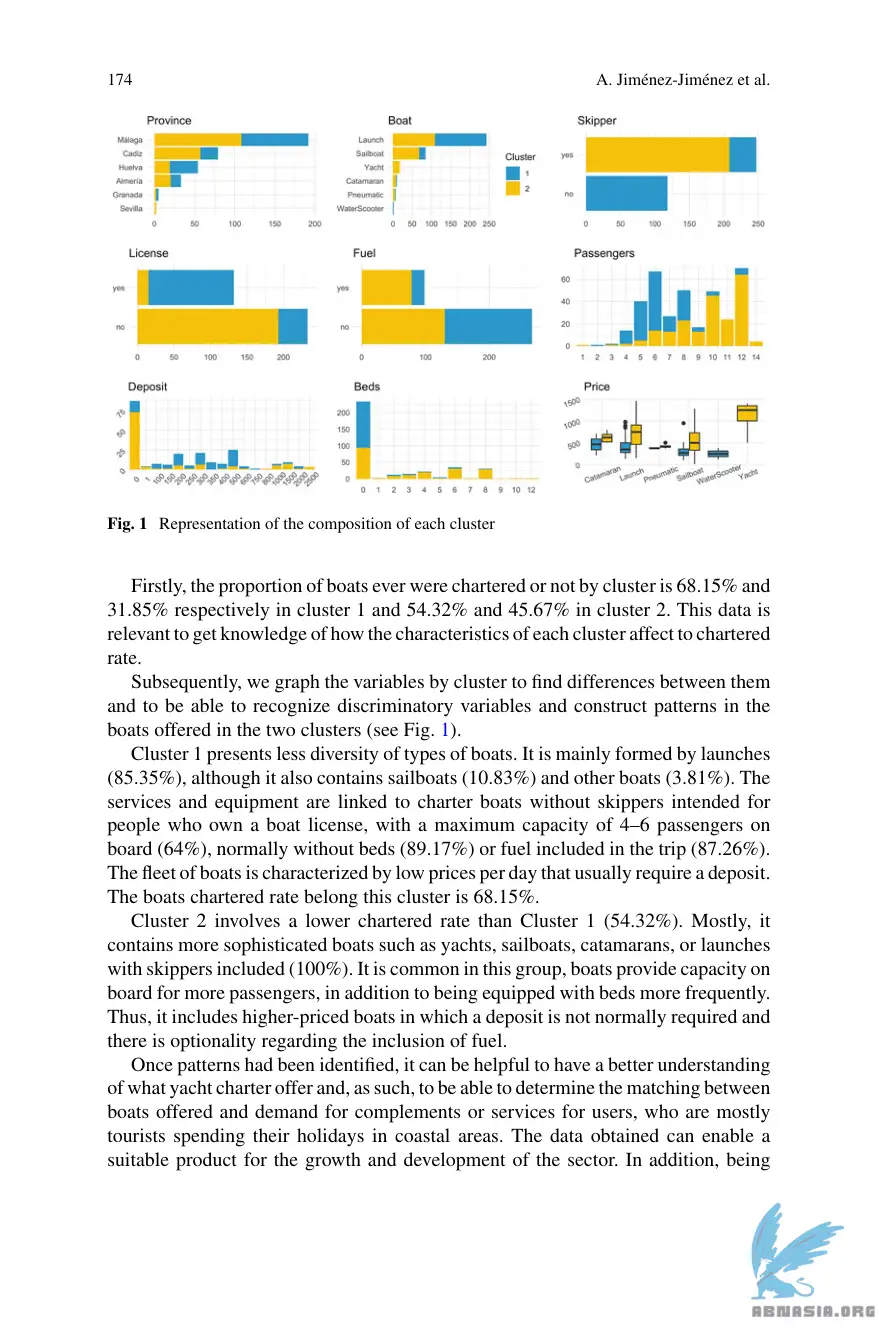 174
A. Jiménez-Jiménez et al.
Province
Málaga
Cadiz
Huelva
Almería
Granada
Sevilla
0 50 100 150 200
Boat
Launch
Sailboat
Yacht
Catamaran
Pneumatic
WaterScooter
0 50 100 150 200 250
Cluster
1
2
Skipper
yes
no
0 50 100 150 200 250
License
yes
no
0 50 100 150 200
Fuel
yes
no
0 100 200
Passengers
60
40
20
0
1 2 3 4 5 6 7 8 9 10 11 12 14
Deposit
75
50
25
0
0 1 100 150 200 250 300 350 400 500 600 750 800 1000 1500 2000 2500
Beds
200
150
100
50
0
0 1 2 3 4 5 6 7 8 9 10 12
Price
1500
1000
500
0
Catamaran Launch Pneumatic Sailboat WaterScooter Yacht
Fig. 1 Representation of the composition of each cluster
Firstly, the proportion of boats ever were chartered or not by cluster is 68.15% and
31.85% respectively in cluster 1 and 54.32% and 45.67% in cluster 2. This data is
relevant to get knowledge of how the characteristics of each cluster affect to chartered
rate.
Subsequently, we graph the variables by cluster to find differences between them
and to be able to recognize discriminatory variables and construct patterns in the
boats offered in the two clusters (see Fig. 1).
Cluster 1 presents less diversity of types of boats. It is mainly formed by launches
(85.35%), although it also contains sailboats (10.83%) and other boats (3.81%). The
services and equipment are linked to charter boats without skippers intended for
people who own a boat license, with a maximum capacity of 4–6 passengers on
board (64%), normally without beds (89.17%) or fuel included in the trip (87.26%).
The fleet of boats is characterized by low prices per day that usually require a deposit.
The boats chartered rate belong this cluster is 68.15%.
Cluster 2 involves a lower chartered rate than Cluster 1 (54.32%). Mostly, it
contains more sophisticated boats such as yachts, sailboats, catamarans, or launches
with skippers included (100%). It is common in this group, boats provide capacity on
board for more passengers, in addition to being equipped with beds more frequently.
Thus, it includes higher-priced boats in which a deposit is not normally required and
there is optionality regarding the inclusion of fuel.
Once patterns had been identified, it can be helpful to have a better understanding
of what yacht charter offer and, as such, to be able to determine the matching between
boats offered and demand for complements or services for users, who are mostly
tourists spending their holidays in coastal areas. The data obtained can enable a
suitable product for the growth and development of the sector. In addition, being
ABNASIA.ORG